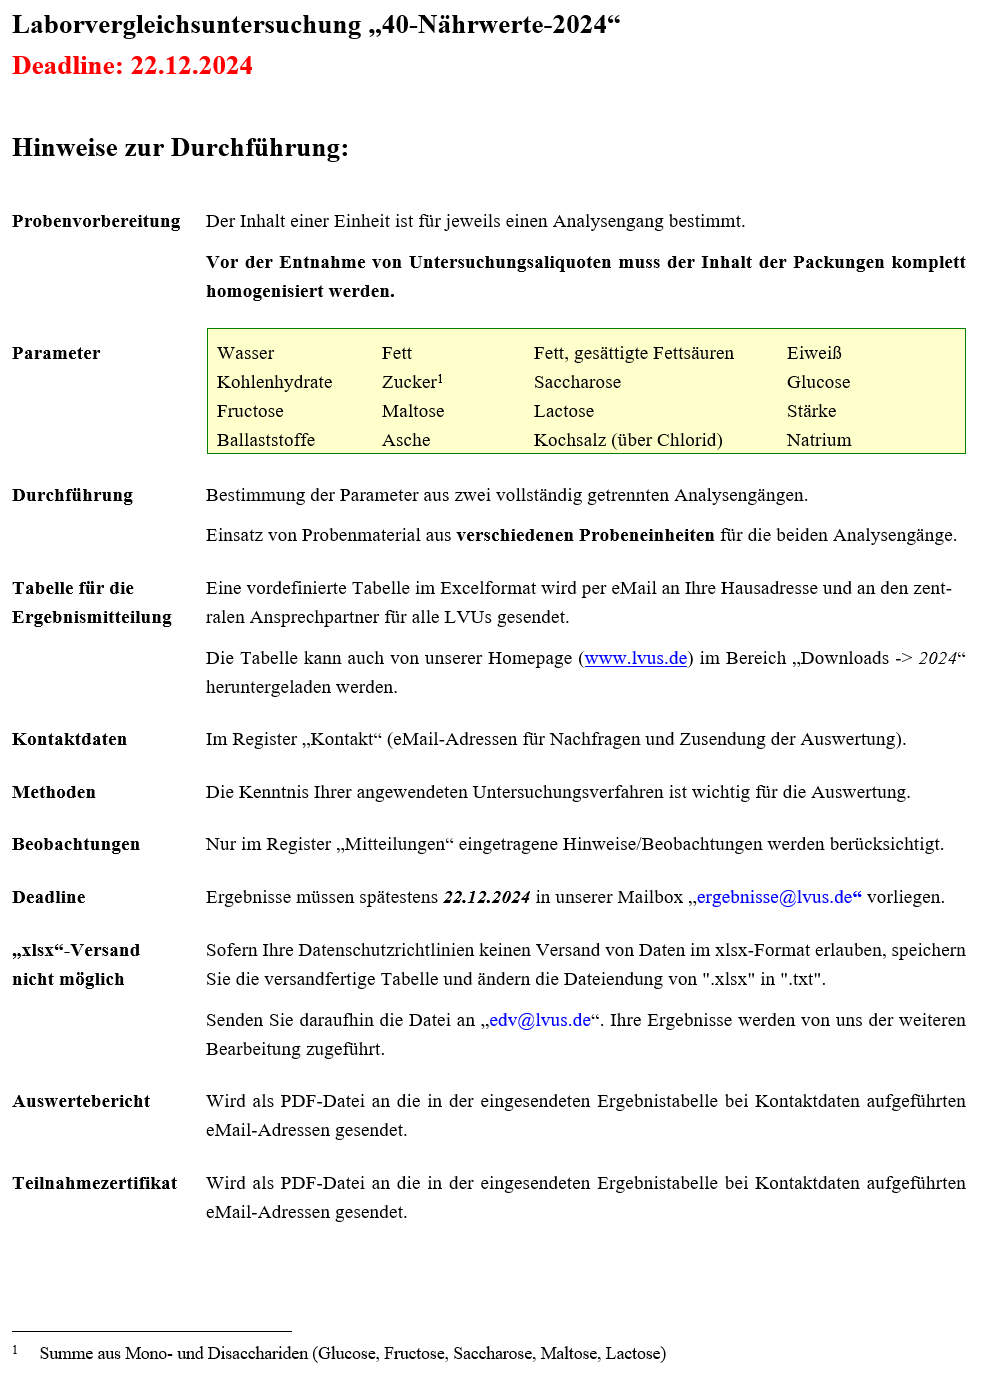 Laborvergleichsuntersuchung „40-Nährwerte-2024“
Deadline: 22.12.2024
Hinweise zur Durchführung:
Probenvorbereitung Der Inhalt einer Einheit ist für jeweils einen Analysengang bestimmt.
Vor der Entnahme von Untersuchungsaliquoten muss der Inhalt der Packungen komplett
homogenisiert werden.
Parameter Wasser Fett Fett, gesättigte Fettsäuren Eiweiß
Kohlenhydrate Zucker¹ Saccharose Glucose
Fructose Maltose Lactose Stärke
Ballaststoffe Asche Kochsalz (über Chlorid) Natrium
Durchführung Bestimmung der Parameter aus zwei vollständig getrennten Analysengängen.
Einsatz von Probenmaterial aus verschiedenen Probeneinheiten für die beiden Analysengänge.
Tabelle für die Eine vordefinierte Tabelle im Excelformat wird per eMail an Ihre Hausadresse und an den zent-
Ergebnismitteilung ralen Ansprechpartner für alle LVUs gesendet.
Die Tabelle kann auch von unserer Homepage (www.lvus.de) im Bereich „Downloads -> 2024“
heruntergeladen werden.
Kontaktdaten Im Register „Kontakt“ (eMail-Adressen für Nachfragen und Zusendung der Auswertung).
Methoden Die Kenntnis Ihrer angewendeten Untersuchungsverfahren ist wichtig für die Auswertung.
Beobachtungen Nur im Register „Mitteilungen“ eingetragene Hinweise/Beobachtungen werden berücksichtigt.
Deadline Ergebnisse müssen spätestens 22.12.2024 in unserer Mailbox „ergebnisse@lvus.de“ vorliegen.
„xlsx“-Versand Sofern Ihre Datenschutzrichtlinien keinen Versand von Daten im xlsx-Format erlauben, speichern
nicht möglich Sie die versandfertige Tabelle und ändern die Dateiendung von ".xlsx" in ".txt".
Senden Sie daraufhin die Datei an „edv@lvus.de“. Ihre Ergebnisse werden von uns der weiteren
Bearbeitung zugeführt.
Auswertebericht Wird als PDF-Datei an die in der eingesendeten Ergebnistabelle bei Kontaktdaten aufgeführten
eMail-Adressen gesendet.
Teilnahmezertifikat Wird als PDF-Datei an die in der eingesendeten Ergebnistabelle bei Kontaktdaten aufgeführten
eMail-Adressen gesendet.
¹ Summe aus Mono- und Disacchariden (Glucose, Fructose, Saccharose, Maltose, Lactose)